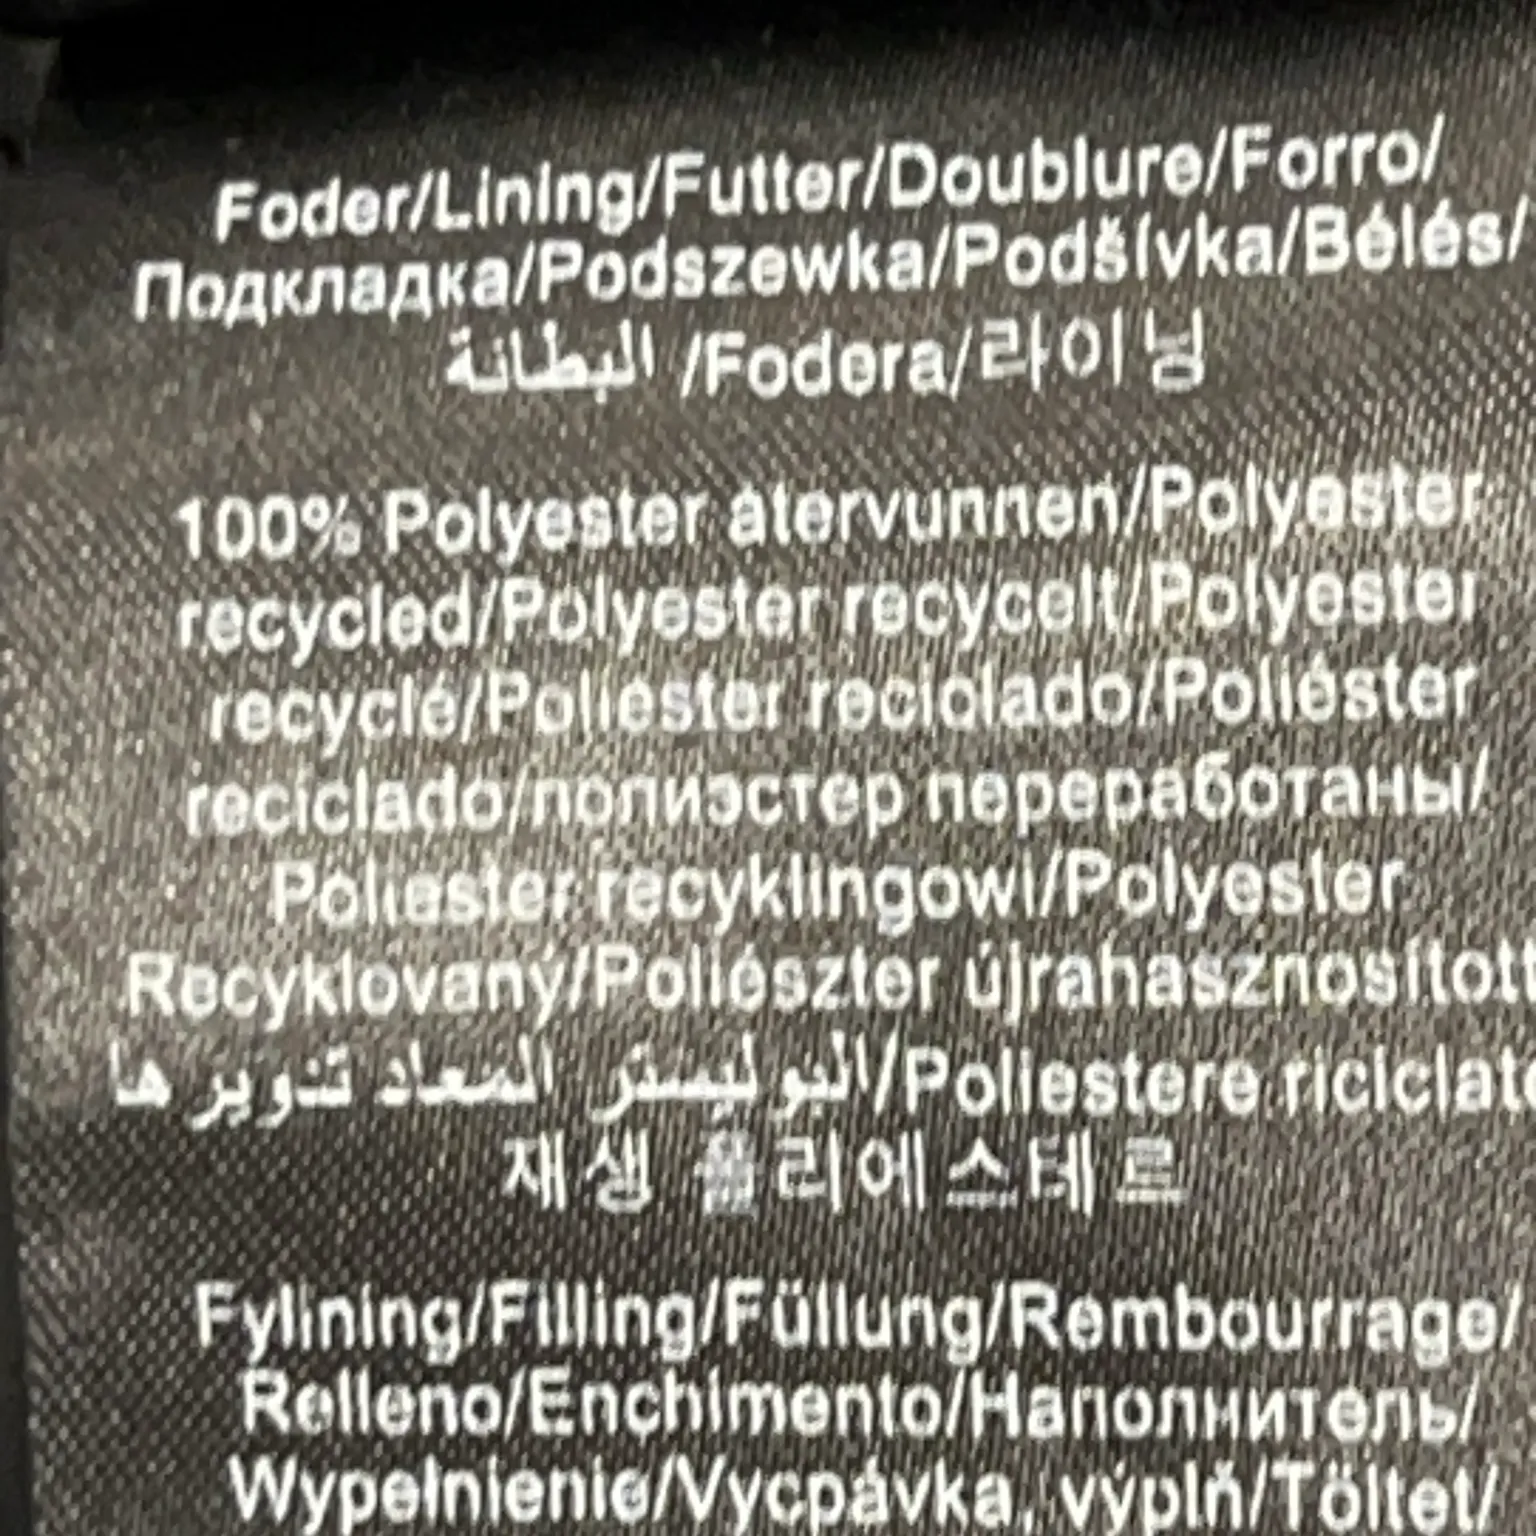 Foder/Lining/Futter/Doublure/Forro/
Подкладка/Podszewka/Podšívka/Bélés/
البطانة /Fodera/라이닝
100% Polyester återvunnen/Polyester
recycled/Polyester recycelt/Polyester
recyclé/Poliéster reciclado/Poliéster
reciclado/полиэстер переработаны/
Poliester recyklingowi/Polyester
Recyklovaný/Poliészter újrahasznosított
البوليستر المعاد تدوير ها/Poliestere riciclato
재생 폴리에스테르
Fylining/Filling/Füllung/Rembourrage/
Relleno/Enchimento/Наполнитель/
Wypełnienie/Vycpávka, výplň/Töltet/